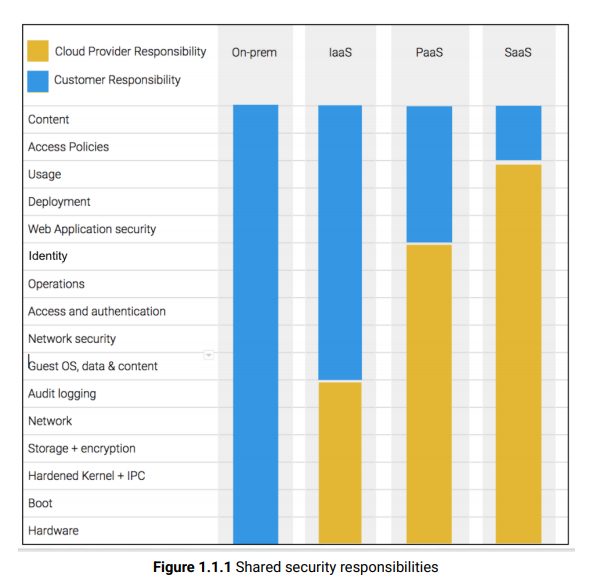 Cloud Provider Responsibility On-prem IaaS PaaS SaaS
Customer Responsibility
Content
Access Policies
Usage
Deployment
Web Application security
Identity
Operations
Access and authentication
Network security
Guest OS, data & content
Audit logging
Network
Storage + encryption
Hardened Kernel + IPC
Boot
Hardware
Figure 1.1.1 Shared security responsibilities